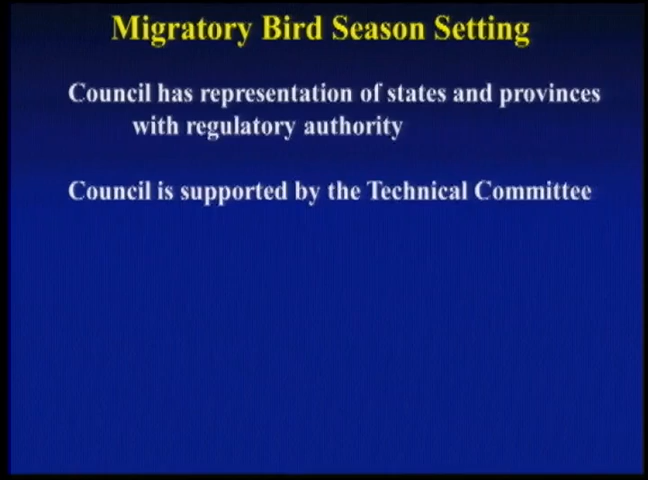 Migratory Bird Season Setting
Council has representation of states and provinces
with regulatory authority
Council is supported by the Technical Committee